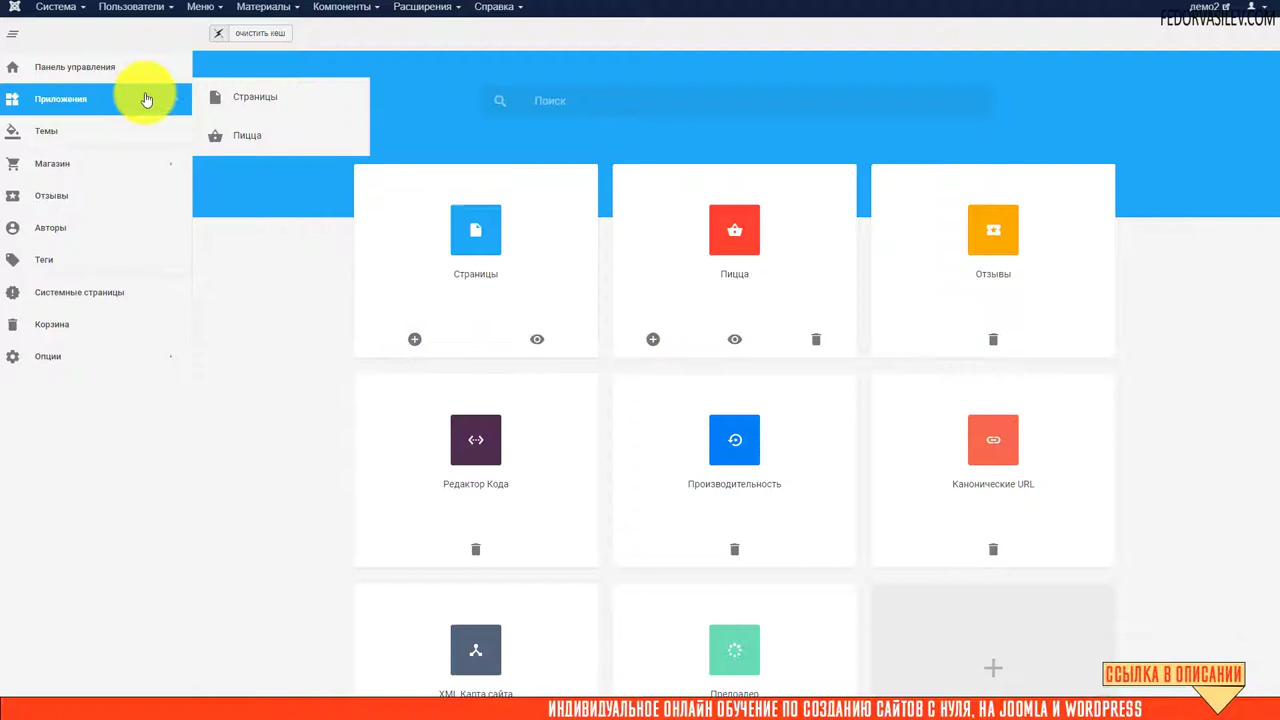 Система Пользователи Меню Материалы Компоненты Расширения Справка демо2
FEDORVASILEV.COM
очистить кеш
Панель управления
Приложения
Темы
Магазин
Отзывы
Авторы
Теги
Системные страницы
Корзина
Опции
Страницы
Пицца
Поиск
Страницы Пицца Отзывы
Редактор Кода Производительность Канонические URL
XML Карта сайта Прелоадер
ССЫЛКА В ОПИСАНИИ
ИНДИВИДУАЛЬНОЕ ОНЛАЙН ОБУЧЕНИЕ ПО СОЗДАНИЮ САЙТОВ С НУЛЯ, НА JOOMLA И WORDPRESS